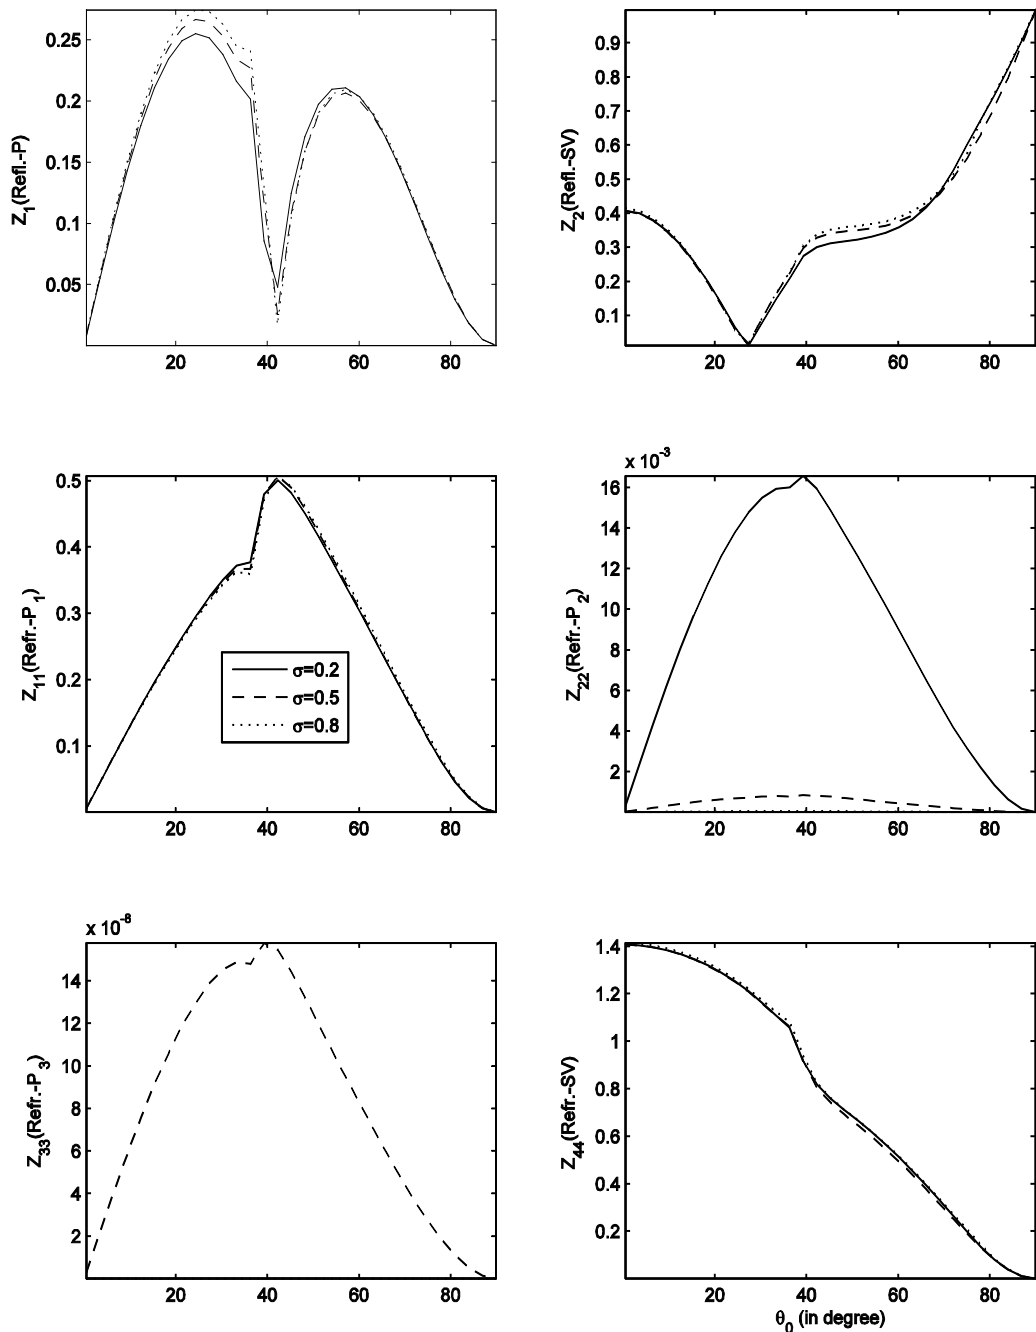 0.25
0.2
0.15
0.1
0.05
Z1(Refl.-P)
20 40 60 80
0.9
0.8
0.7
0.6
0.5
0.4
0.3
0.2
0.1
Z2(Refl.-SV)
20 40 60 80
0.5
0.4
0.3
0.2
0.1
Z11(Refr.-P1)
σ=0.2
σ=0.5
σ=0.8
20 40 60 80
x 10-3
16
14
12
10
8
6
4
2
Z22(Refr.-P2)
20 40 60 80
x 10-8
14
12
10
8
6
4
2
Z33(Refr.-P3)
20 40 60 80
1.4
1.2
1
0.8
0.6
0.4
0.2
Z44(Refr.-SV)
20 40 60 80
θ0 (in degree)